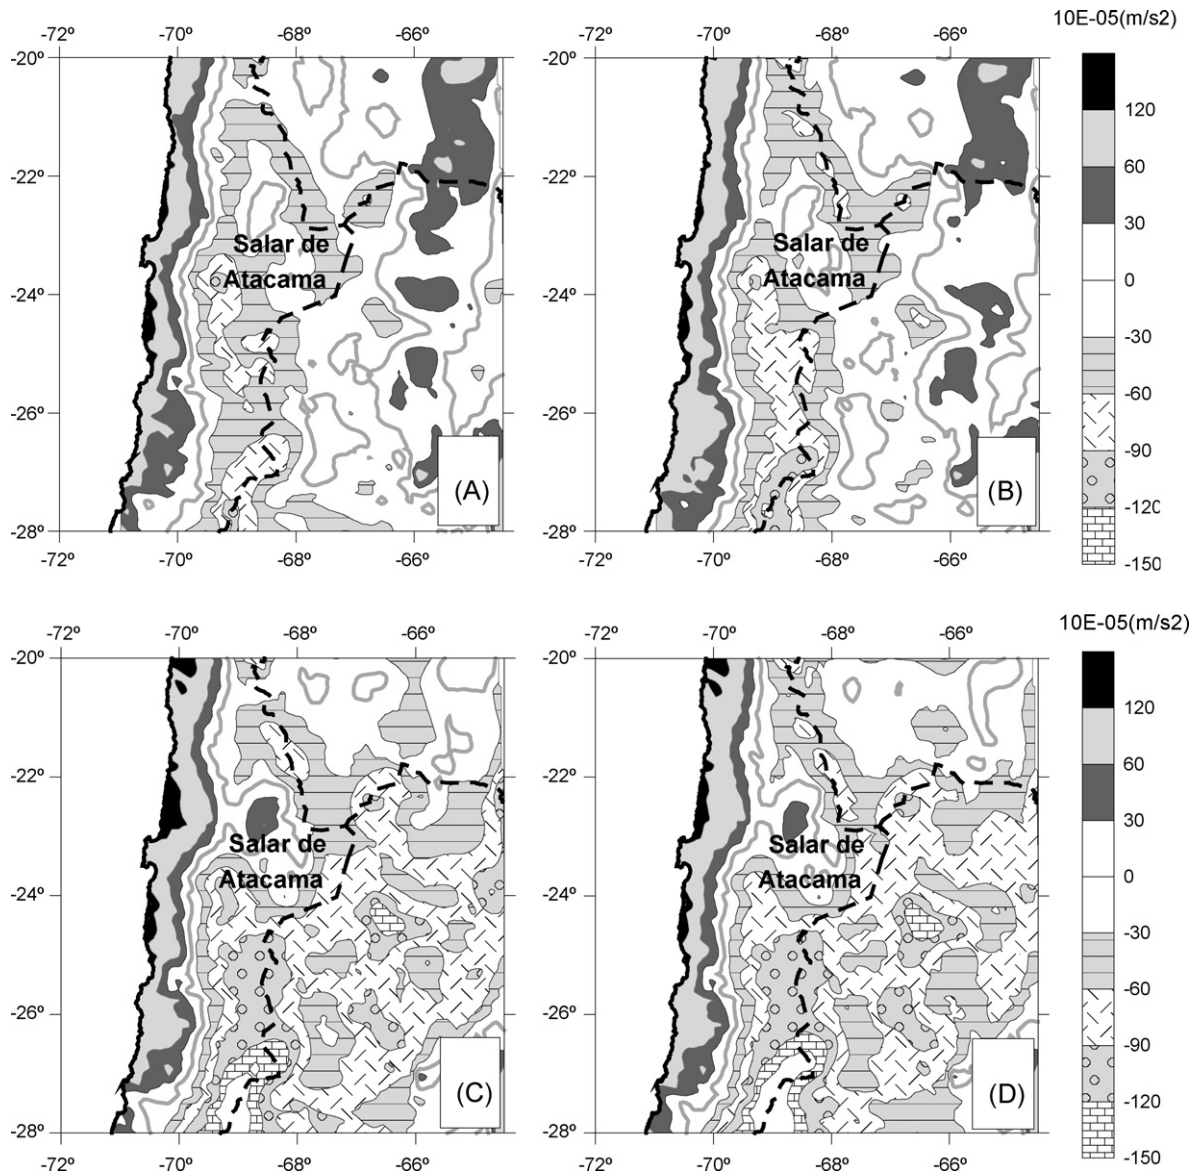 10E-05(m/s2)
-72º -70º -68º -66º -72º -70º -68º -66º
-20º -20º
120
60
-22º -22º
30
Salar de Salar de
Atacama Atacama
0
-24º -24º
-30
-60
-26º -26º
-90
(A) (B)
-120
-28º -28º
-150
-72º -70º -68º -66º -72º -70º -68º -66º
10E-05(m/s2)
-72º -70º -68º -66º -72º -70º -68º -66º
-20º -20º
120
60
-22º -22º
30
Salar de Salar de
Atacama Atacama
0
-24º -24º
-30
-60
-26º -26º
-90
(C) (D)
-120
-28º -28º
-150
-72º -70º -68º -66º -72º -70º -68º -66º